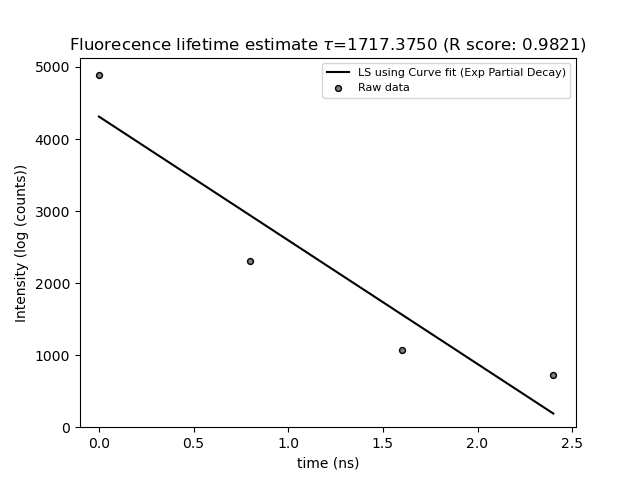 Fluorecence lifetime estimate τ=1717.3750 (R score: 0.9821)
LS using Curve fit (Exp Partial Decay)
Raw data
Intensity (log (counts))
5000
4000
3000
2000
1000
0
0.0 0.5 1.0 1.5 2.0 2.5
time (ns)